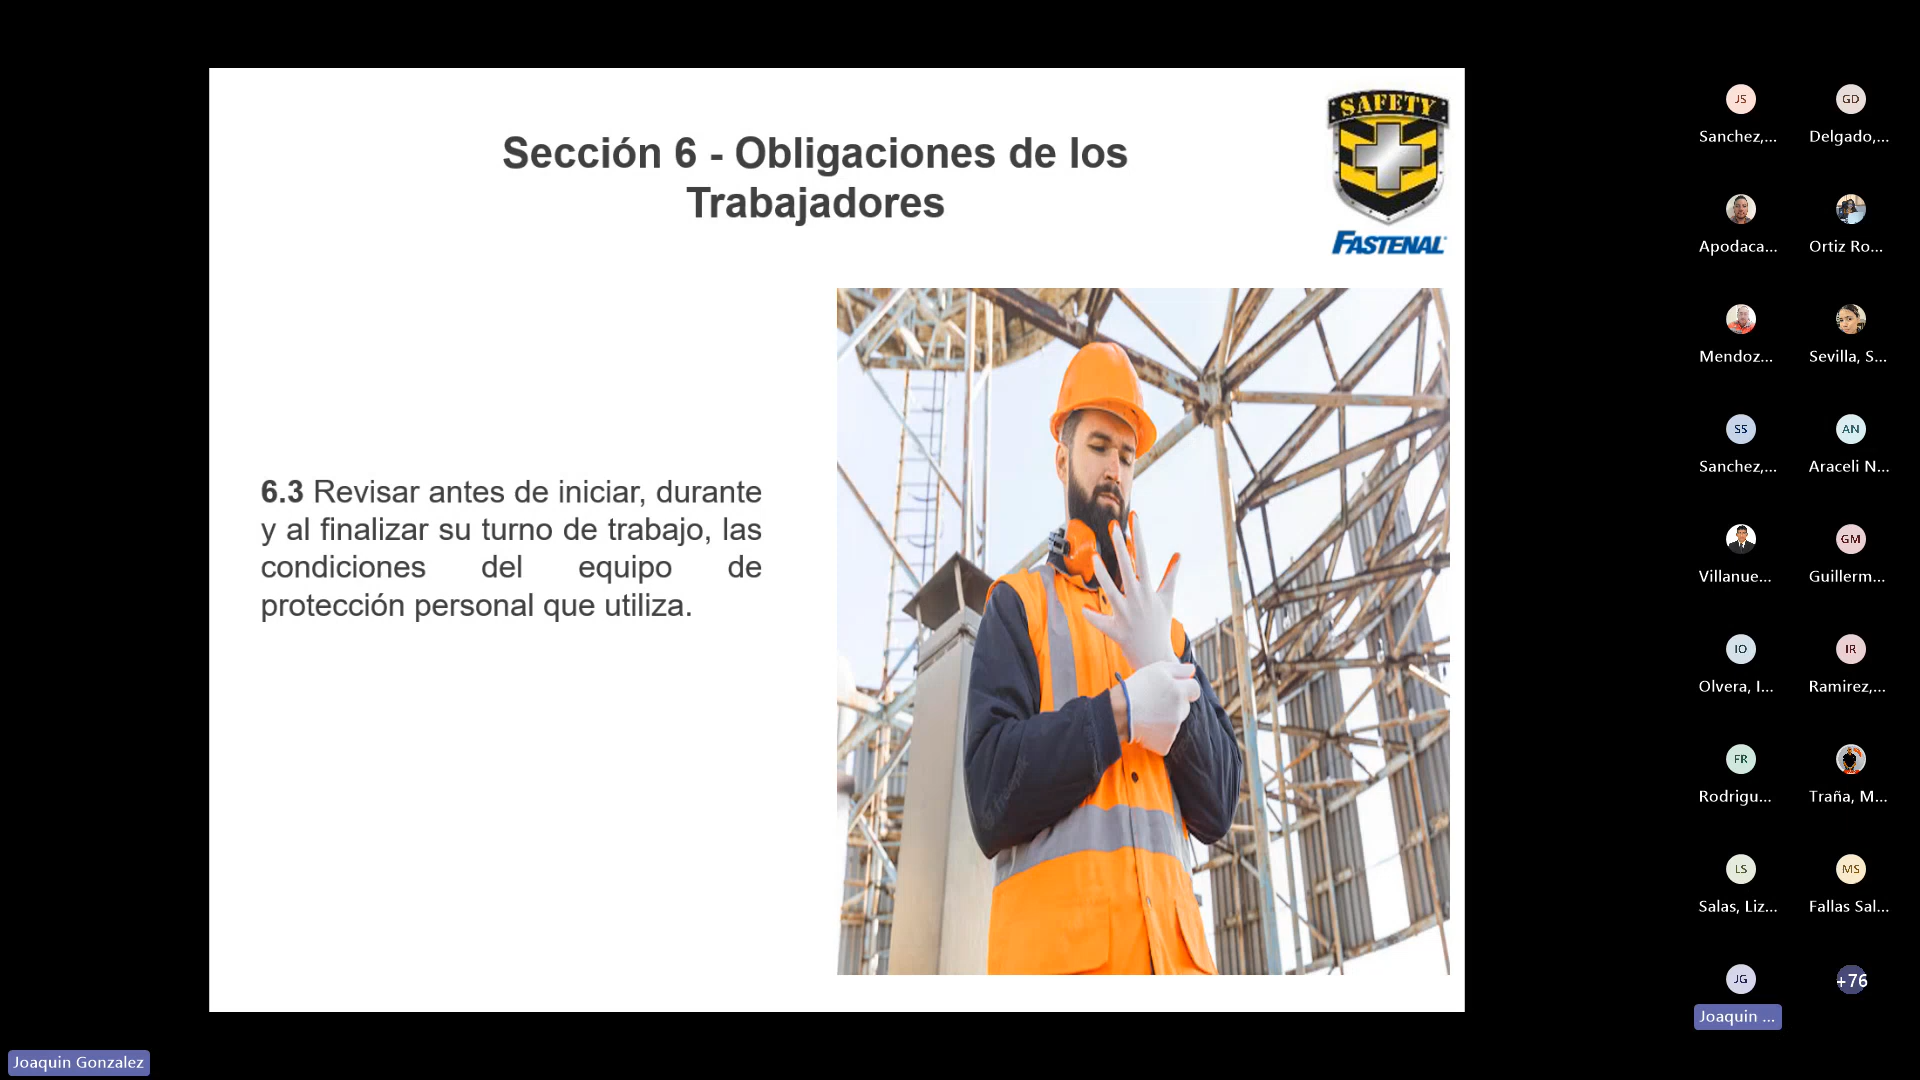 SAFETY
FASTENAL
Sección 6 - Obligaciones de los
Trabajadores
6.3 Revisar antes de iniciar, durante
y al finalizar su turno de trabajo, las
condiciones del equipo de
protección personal que utiliza.
JS
GD
Sanchez,...
Delgado,...
Apodaca...
Ortiz Ro...
Mendoz...
Sevilla, S...
SS
AN
Sanchez,...
Araceli N...
GM
Villanue...
Guillerm...
IO
IR
Olvera, I...
Ramirez,...
FR
Rodrigu...
Traña, M...
LS
MS
Salas, Liz...
Fallas Sal...
JG
+76
Joaquin ...
Joaquin Gonzalez